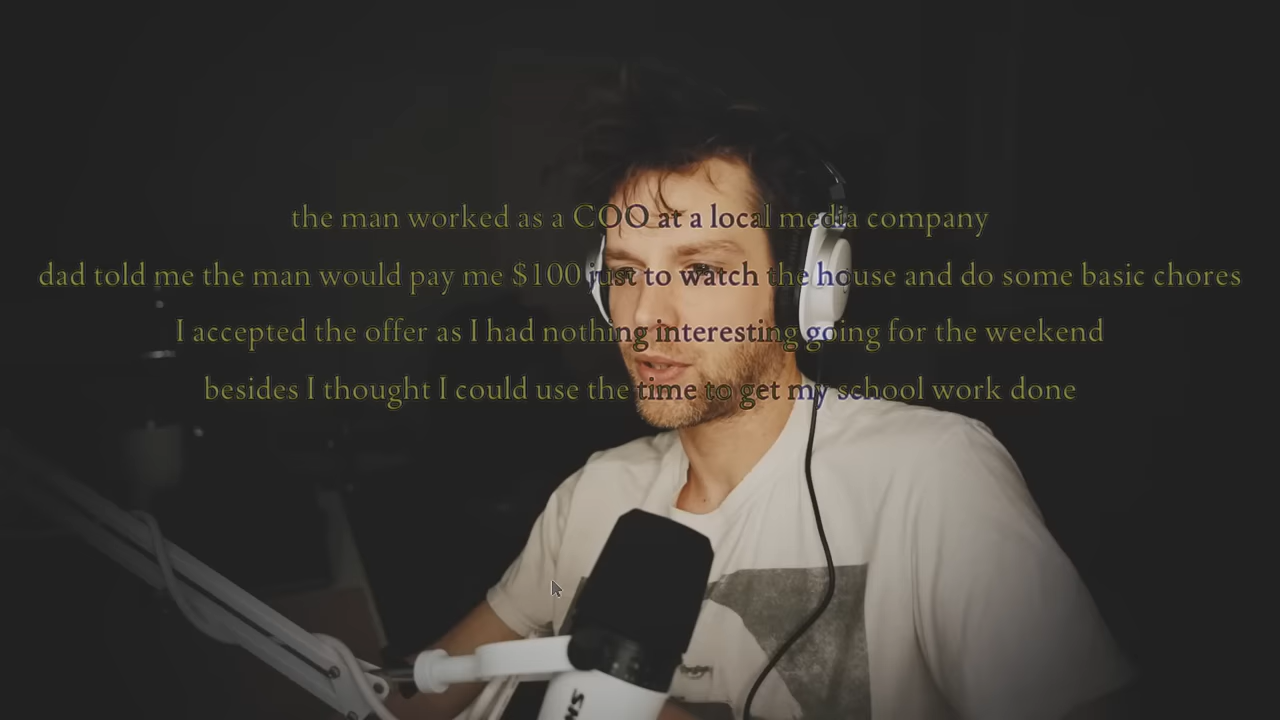 the man worked as a COO at a local media company
dad told me the man would pay me $100 just to watch the house and do some basic chores
I accepted the offer as I had nothing interesting going for the weekend
besides I thought I could use the time to get my school work done